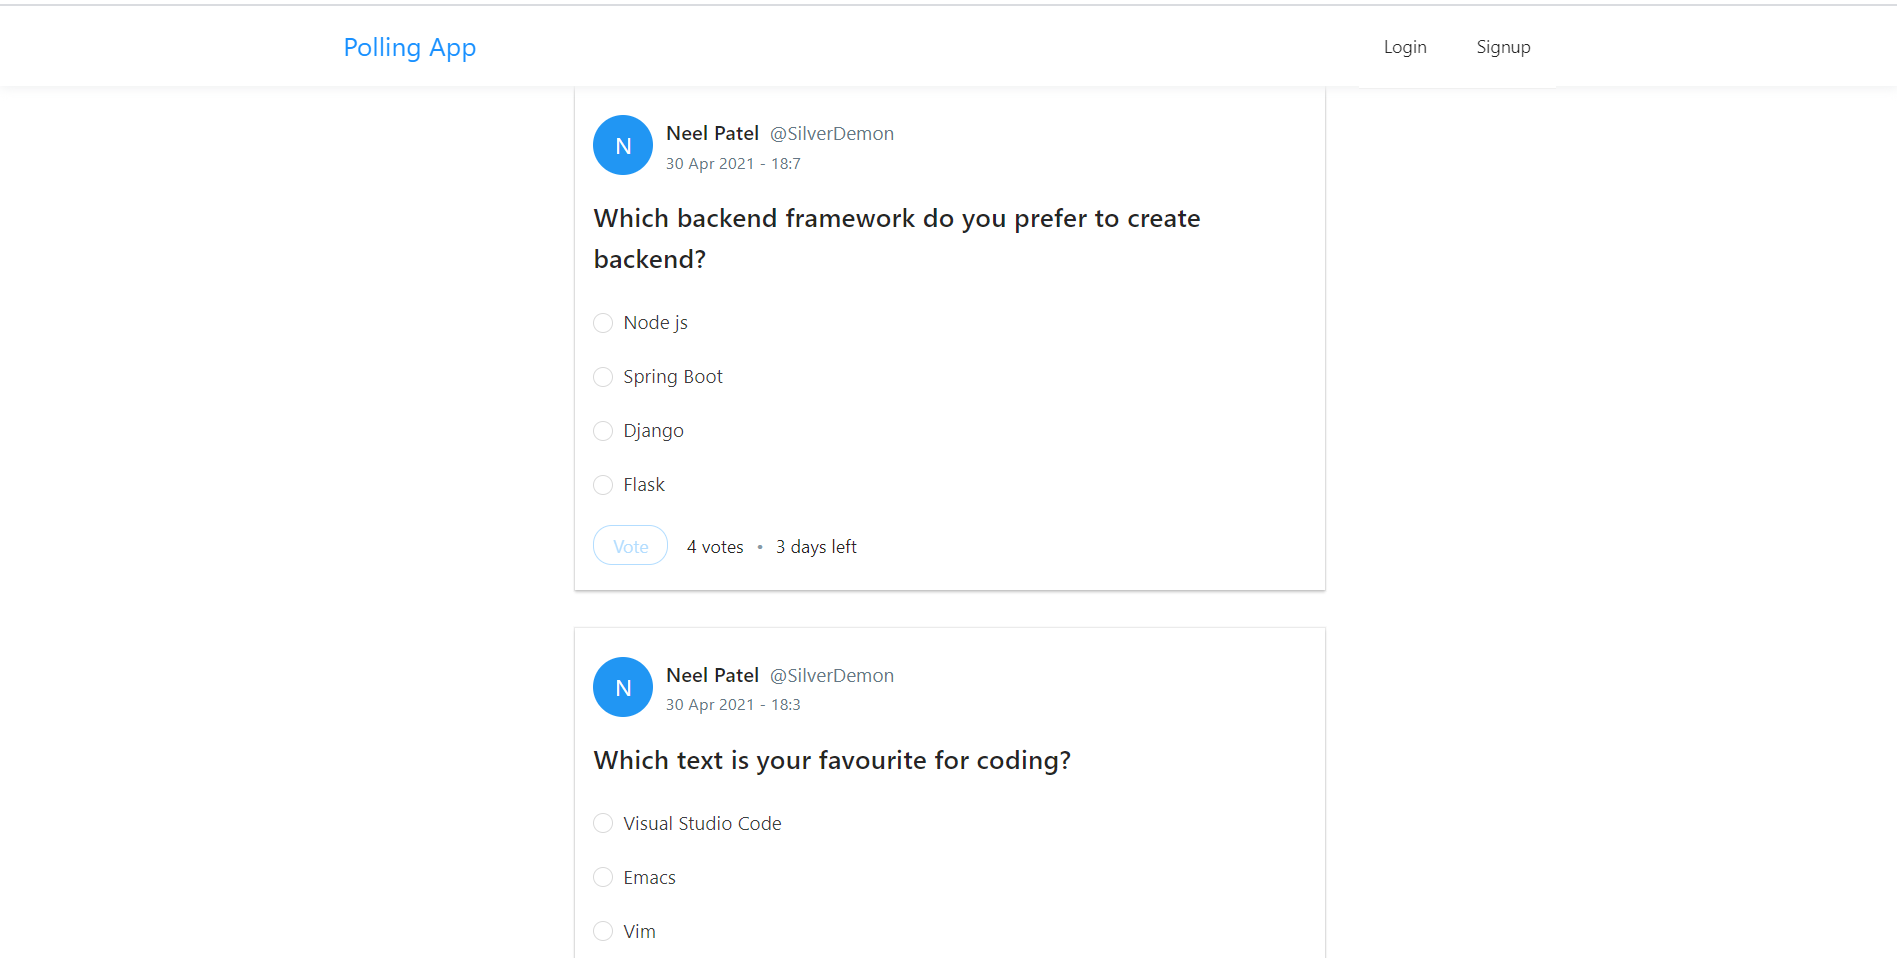 Polling App Login Signup
N Neel Patel @SilverDemon
30 Apr 2021 - 18:7
Which backend framework do you prefer to create
backend?
Node js
Spring Boot
Django
Flask
Vote 4 votes • 3 days left
N Neel Patel @SilverDemon
30 Apr 2021 - 18:3
Which text is your favourite for coding?
Visual Studio Code
Emacs
Vim